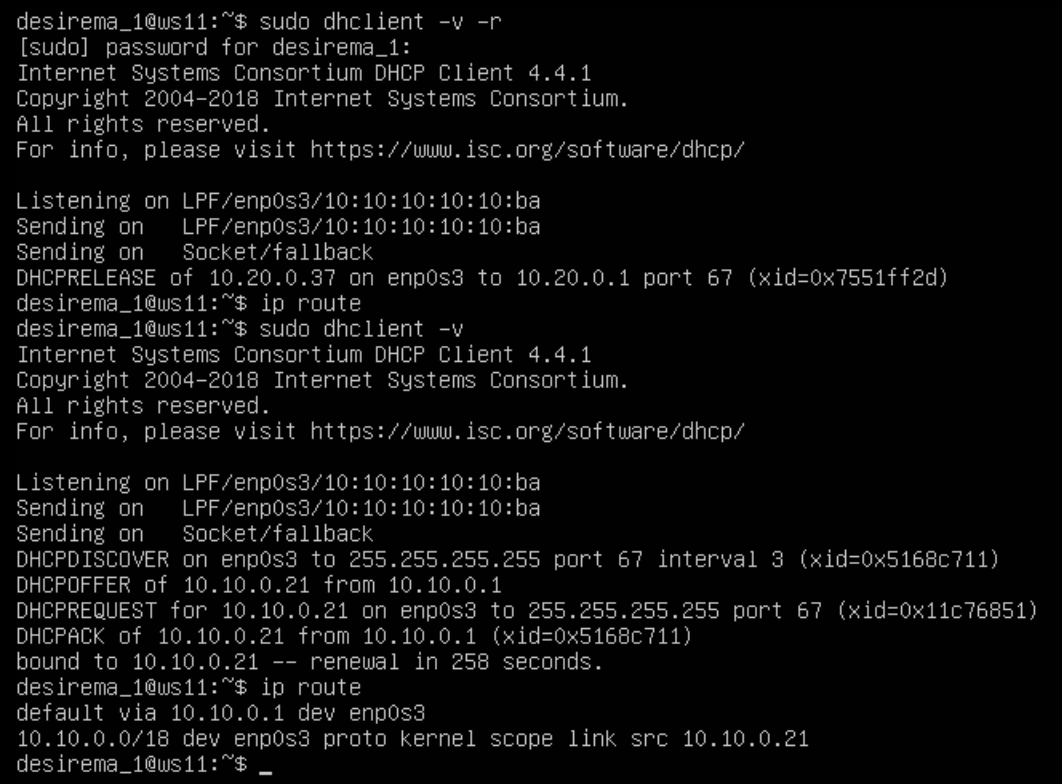 desirema_1@ws11:~$ sudo dhclient -v -r
[sudo] password for desirema_1:
Internet Systems Consortium DHCP Client 4.4.1
Copyright 2004-2018 Internet Systems Consortium.
All rights reserved.
For info, please visit https://www.isc.org/software/dhcp/

Listening on LPF/enp0s3/10:10:10:10:10:ba
Sending on   LPF/enp0s3/10:10:10:10:10:ba
Sending on   Socket/fallback
DHCPRELEASE of 10.20.0.37 on enp0s3 to 10.20.0.1 port 67 (xid=0x7551ff2d)
desirema_1@ws11:~$ ip route
desirema_1@ws11:~$ sudo dhclient -v
Internet Systems Consortium DHCP Client 4.4.1
Copyright 2004-2018 Internet Systems Consortium.
All rights reserved.
For info, please visit https://www.isc.org/software/dhcp/

Listening on LPF/enp0s3/10:10:10:10:10:ba
Sending on   LPF/enp0s3/10:10:10:10:10:ba
Sending on   Socket/fallback
DHCPDISCOVER on enp0s3 to 255.255.255.255 port 67 interval 3 (xid=0x5168c711)
DHCPOFFER of 10.10.0.21 from 10.10.0.1
DHCPREQUEST for 10.10.0.21 on enp0s3 to 255.255.255.255 port 67 (xid=0x11c76851)
DHCPACK of 10.10.0.21 from 10.10.0.1 (xid=0x5168c711)
bound to 10.10.0.21 -- renewal in 258 seconds.
desirema_1@ws11:~$ ip route
default via 10.10.0.1 dev enp0s3
10.10.0.0/18 dev enp0s3 proto kernel scope link src 10.10.0.21
desirema_1@ws11:~$ _